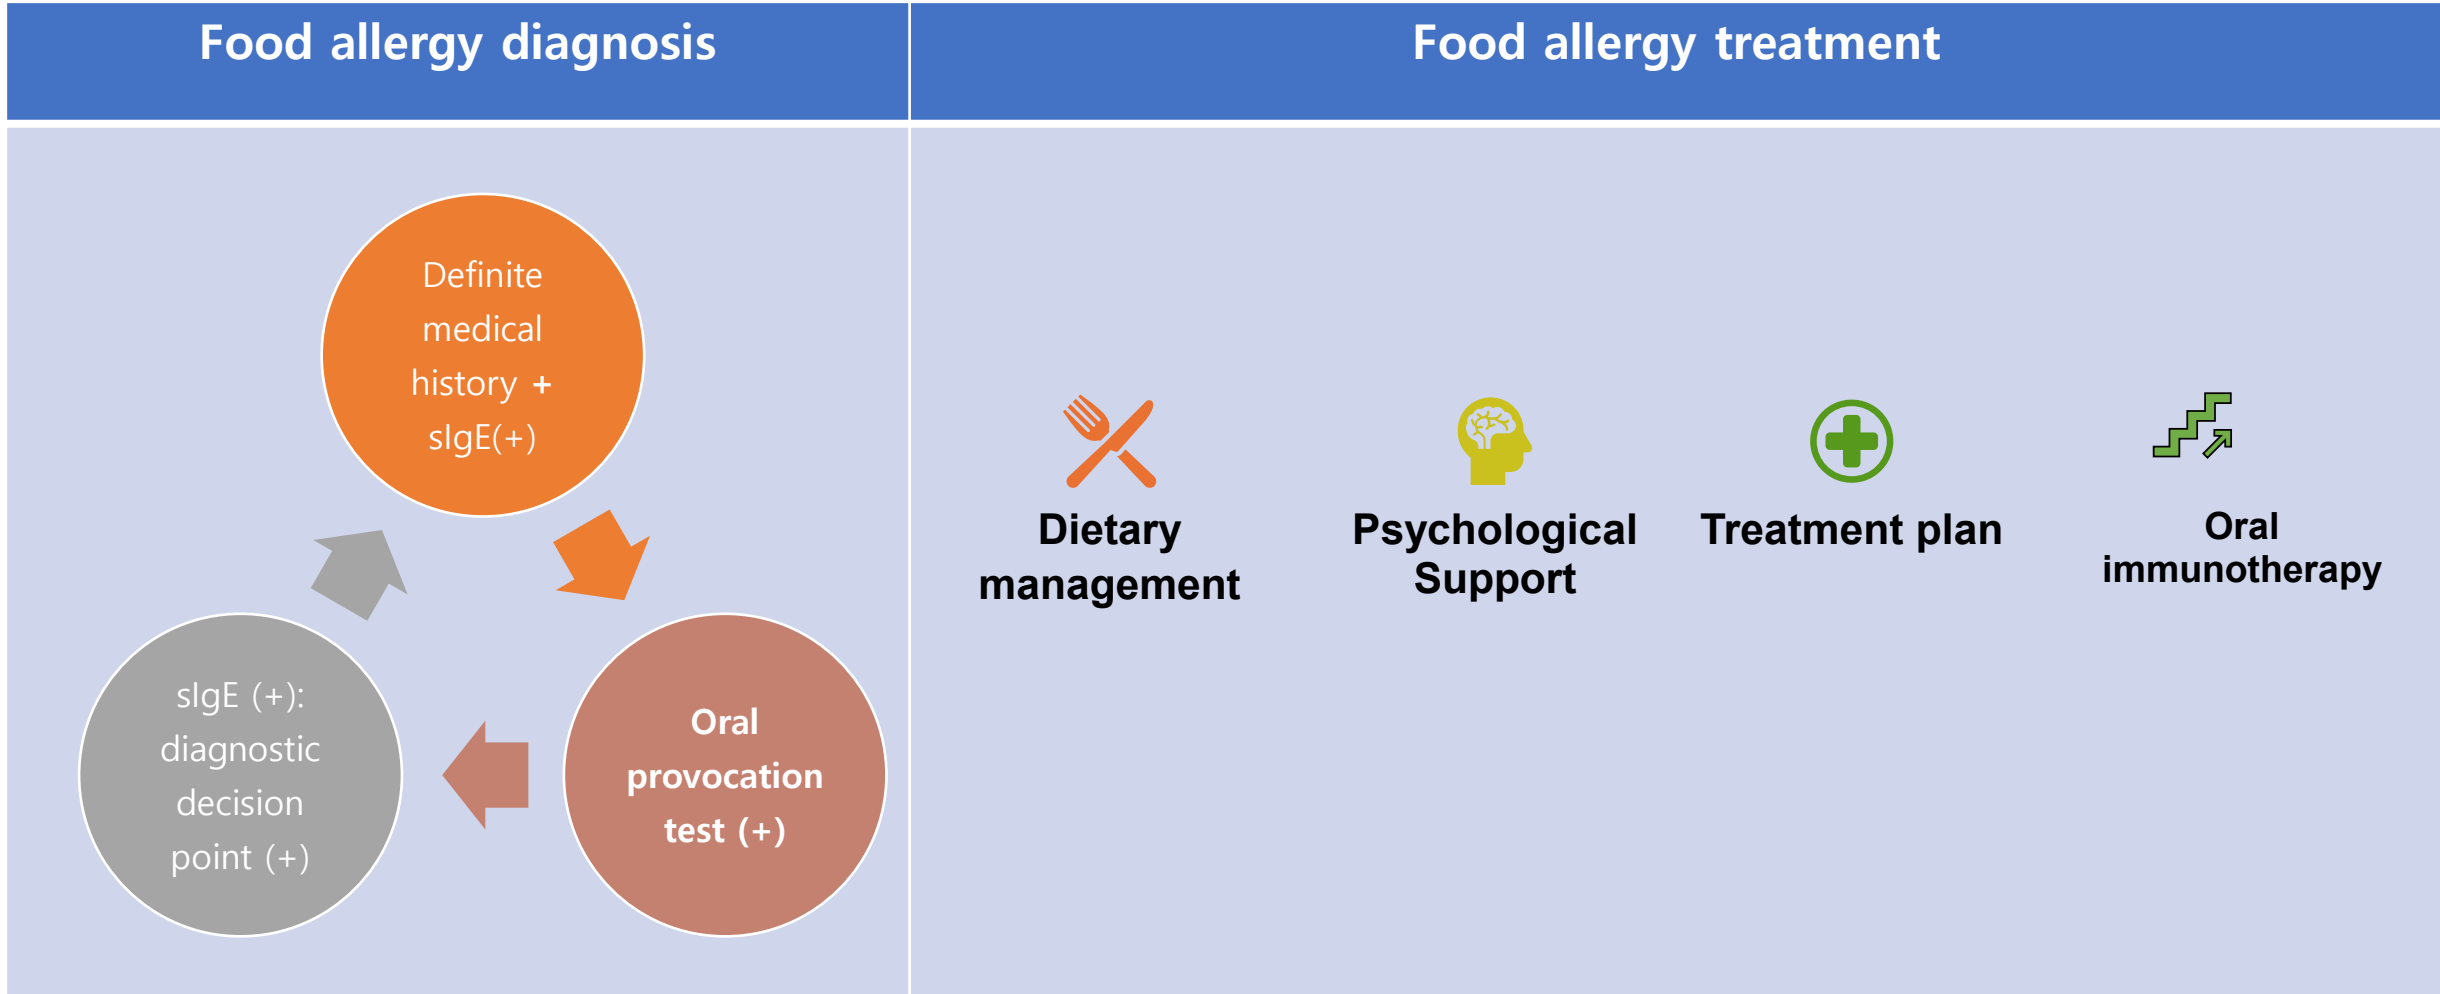 Food allergy diagnosis
Food allergy treatment
Definite
medical
history +
sIgE(+)
Oral
provocation
test (+)
sIgE (+):
diagnostic
decision
point (+)
Dietary
management
Psychological
Support
Treatment plan
Oral
immunotherapy